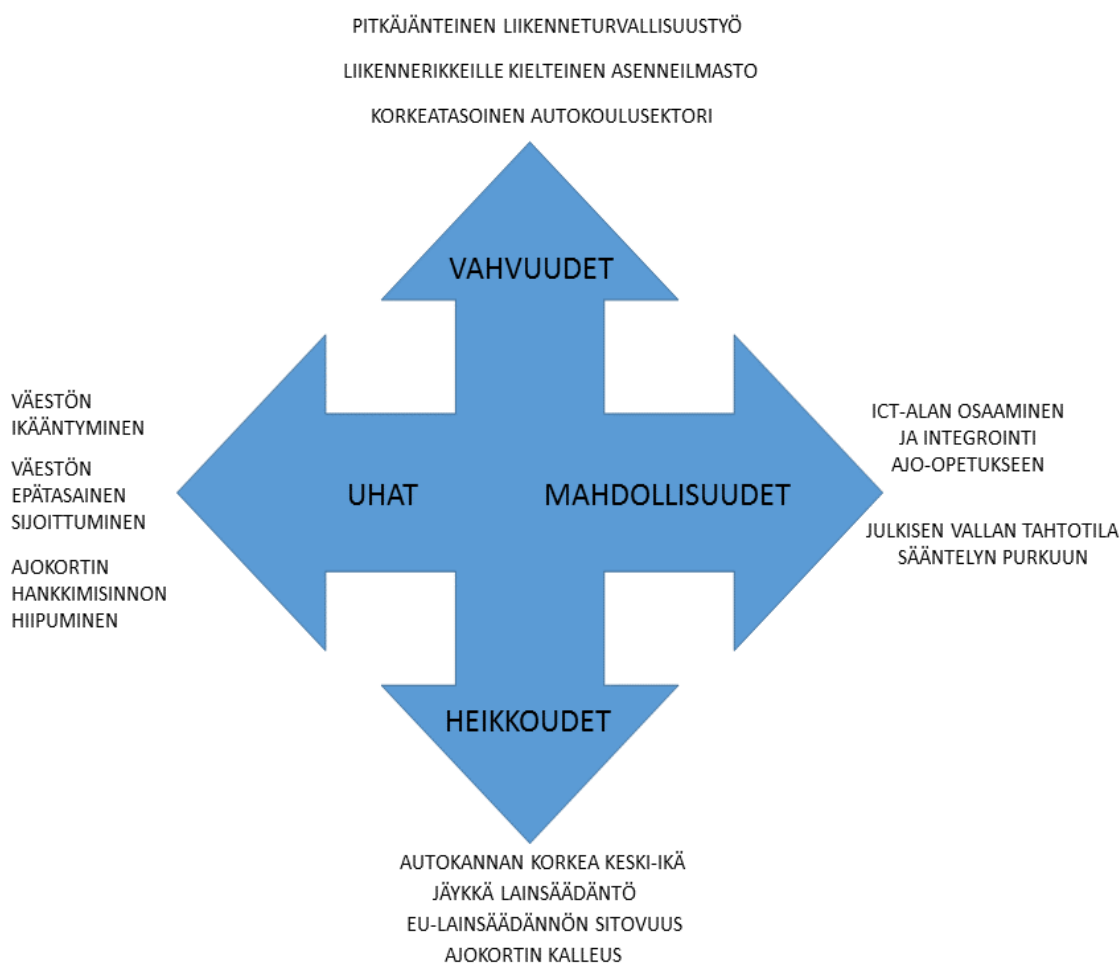 PITKÄJÄNTEINEN LIIKENNETURVALLISUUSTYÖ
LIIKENNERIKKEILLE KIELTEINEN ASENNEILMASTO
KORKEATASOINEN AUTOKOULUSEKTORI
VAHVUUDET
VÄESTÖN
IKÄÄNTYMINEN
VÄESTÖN
EPÄTASAINEN
SIJOITTUMINEN
AJOKORTIN
HANKKIMISINNON
HIIPUMINEN
UHAT
MAHDOLLISUUDET
ICT-ALAN OSAAMINEN
JA INTEGROINTI
AJO-OPETUKSEEN
JULKISEN VALLAN TAHTOTILA
SÄÄNTELYN PURKUUN
HEIKKOUDET
AUTOKANNAN KORKEA KESKI-IKÄ
JÄYKKÄ LAINSÄÄDÄNTÖ
EU-LAINSÄÄDÄNNÖN SITOVUUS
AJOKORTIN KALLEUS